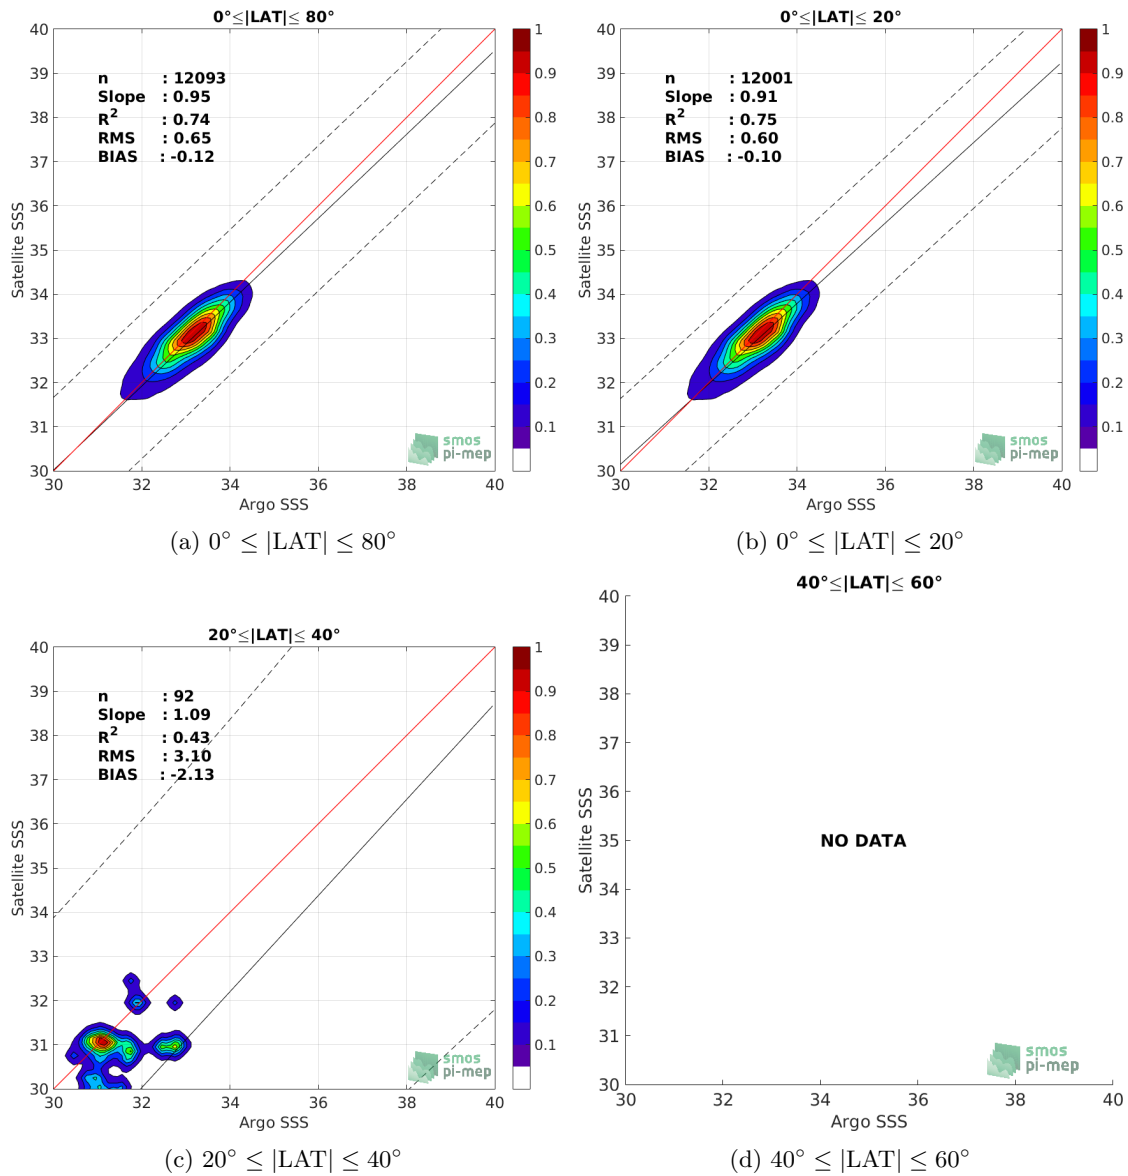 0°≤|LAT|≤ 80°
40
39
38
37
36
35
34
33
32
31
30
Satellite SSS
n : 12093
Slope : 0.95
R2 : 0.74
RMS : 0.65
BIAS : -0.12
smos
pi-mep
30 32 34 36 38 40
Argo SSS
1
0.9
0.8
0.7
0.6
0.5
0.4
0.3
0.2
0.1
(a) 0° ≤ |LAT| ≤ 80°
0°≤|LAT|≤ 20°
40
39
38
37
36
35
34
33
32
31
30
Satellite SSS
n : 12001
Slope : 0.91
R2 : 0.75
RMS : 0.60
BIAS : -0.10
smos
pi-mep
30 32 34 36 38 40
Argo SSS
1
0.9
0.8
0.7
0.6
0.5
0.4
0.3
0.2
0.1
(b) 0° ≤ |LAT| ≤ 20°
20°≤|LAT|≤ 40°
40
39
38
37
36
35
34
33
32
31
30
Satellite SSS
n : 92
Slope : 1.09
R2 : 0.43
RMS : 3.10
BIAS : -2.13
smos
pi-mep
30 32 34 36 38 40
Argo SSS
1
0.9
0.8
0.7
0.6
0.5
0.4
0.3
0.2
0.1
(c) 20° ≤ |LAT| ≤ 40°
40°≤|LAT|≤ 60°
40
39
38
37
36
35
34
33
32
31
30
Satellite SSS
NO DATA
smos
pi-mep
30 32 34 36 38 40
Argo SSS
(d) 40° ≤ |LAT| ≤ 60°